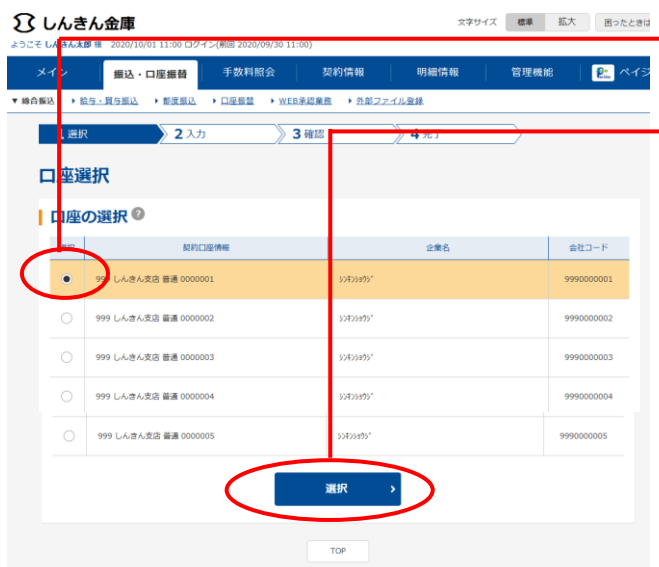 しんきん金庫
文字サイズ 標準 拡大 困ったときは
ようこそ しんきん太郎 様 2020/10/01 11:00 ログイン(前回 2020/09/30 11:00)
メイン 振込・口座振替 手数料照会 契約情報 明細情報 管理機能 ペイジ
▼ 総合振込 ▶ 給与・賞与振込 ▶ 都度振込 ▶ 口座振替 ▶ WEB承認業務 ▶ 外部ファイル登録
選択 2 入力 3 確認 4 完了
口座選択
口座の選択 ?
選択 契約口座情報 企業名 会社コード
999 しんきん支店 普通 0000001 ｼﾝｷﾝｼｮｳｼﾞ 9990000001
999 しんきん支店 普通 0000002 ｼﾝｷﾝｼｮｳｼﾞ 9990000002
999 しんきん支店 普通 0000003 ｼﾝｷﾝｼｮｳｼﾞ 9990000003
999 しんきん支店 普通 0000004 ｼﾝｷﾝｼｮｳｼﾞ 9990000004
999 しんきん支店 普通 0000005 ｼﾝｷﾝｼｮｳｼﾞ 9990000005
選択
TOP